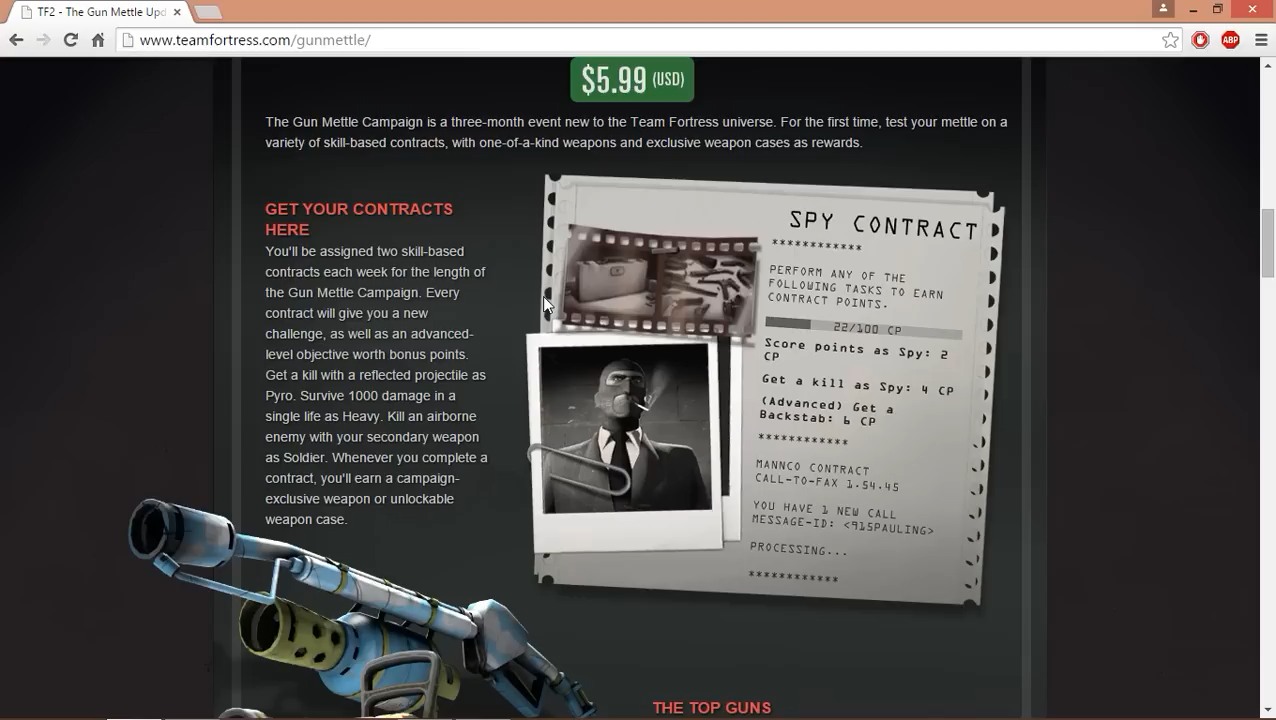 TF2 - The Gun Mettle Upd
www.teamfortress.com/gunmettle/
ABP
$5.99 (USD)
The Gun Mettle Campaign is a three-month event new to the Team Fortress universe. For the first time, test your mettle on a
variety of skill-based contracts, with one-of-a-kind weapons and exclusive weapon cases as rewards.
GET YOUR CONTRACTS
HERE
You'll be assigned two skill-based
contracts each week for the length of
the Gun Mettle Campaign. Every
contract will give you a new
challenge, as well as an advanced-
level objective worth bonus points.
Get a kill with a reflected projectile as
Pyro. Survive 1000 damage in a
single life as Heavy. Kill an airborne
enemy with your secondary weapon
as Soldier. Whenever you complete a
contract, you'll earn a campaign-
exclusive weapon or unlockable
weapon case.
SPY CONTRACT
************
PERFORM ANY OF THE
FOLLOWING TASKS TO EARN
CONTRACT POINTS.
22/100 CP
Score points as Spy: 2
CP
Get a kill as Spy: 4 CP
(Advanced) Get a
Backstab: 6 CP
************
MANNCO CONTRACT
CALL-TO-FAX 1.54.45
YOU HAVE 1 NEW CALL
MESSAGE-ID: <915PAULING>
PROCESSING...
************
THE TOP GUNS